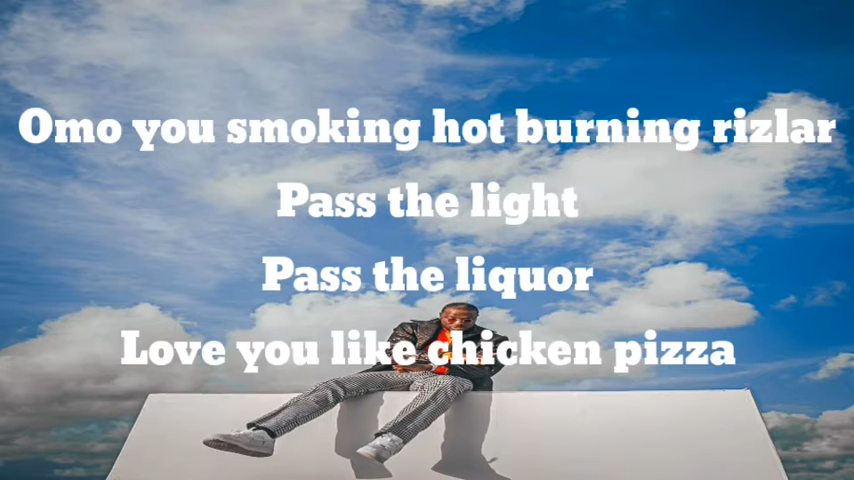 Omo you smoking hot burning rizlar
Pass the light
Pass the liquor
Love you like chicken pizza